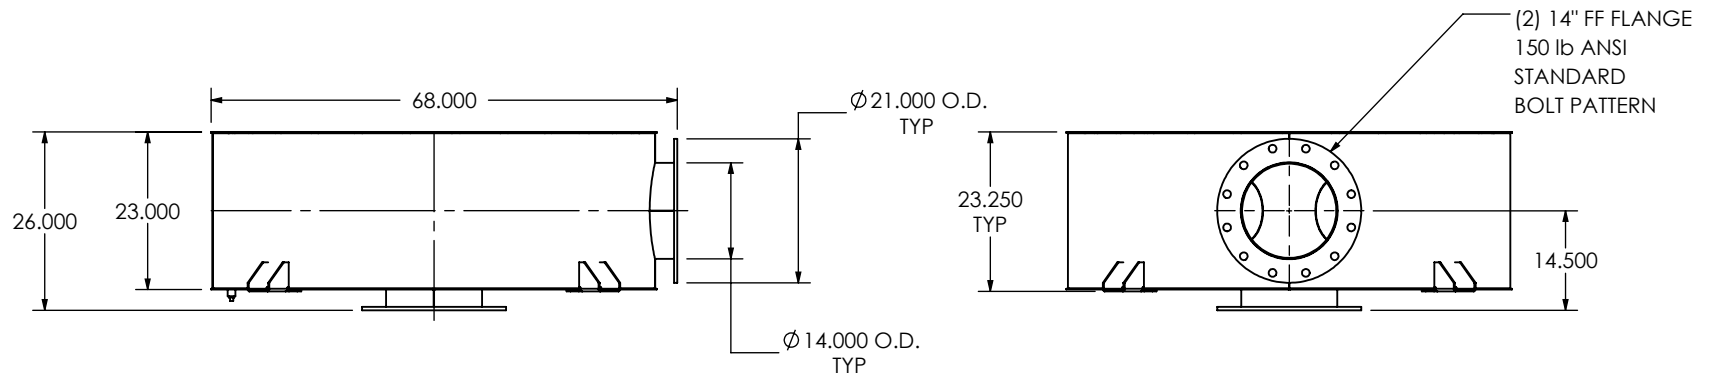 (2) 14" FF FLANGE
150 lb ANSI
STANDARD
BOLT PATTERN
68.000
Ø21.000 O.D.
TYP
26.000
23.000
23.250
TYP
14.500
Ø14.000 O.D.
TYP